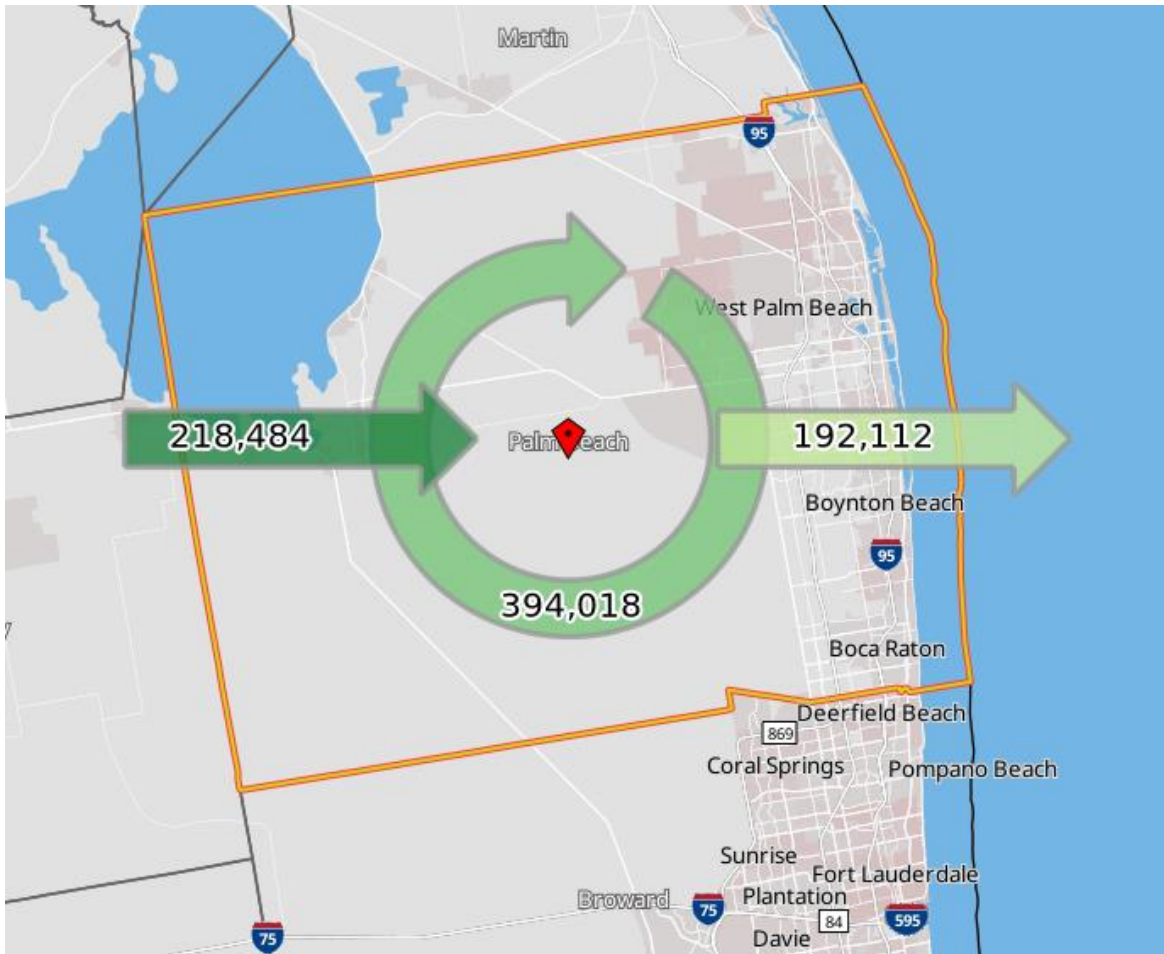 Martin
95
West Palm Beach
218,484
Palm Beach
192,112
Boynton Beach
95
394,018
Boca Raton
Deerfield Beach
869
Coral Springs
Pompano Beach
Sunrise
Fort Lauderdale
Plantation
Broward
75
84
595
75
Davie